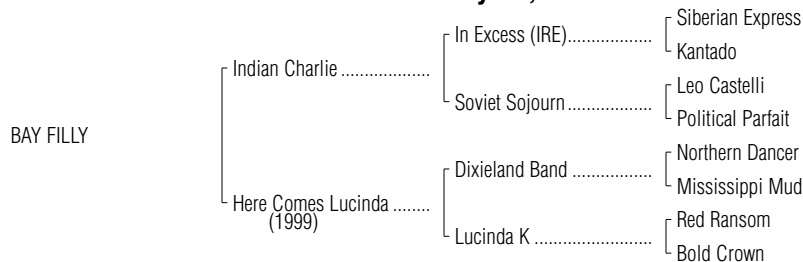 Siberian Express
In Excess (IRE)..................
Kantado
Indian Charlie ...................
Leo Castelli
Soviet Sojourn..................
Political Parfait
BAY FILLY
Northern Dancer
Dixieland Band .................
Mississippi Mud
Here Comes Lucinda ........
(1999)
Red Ransom
Lucinda K .........................
Bold Crown